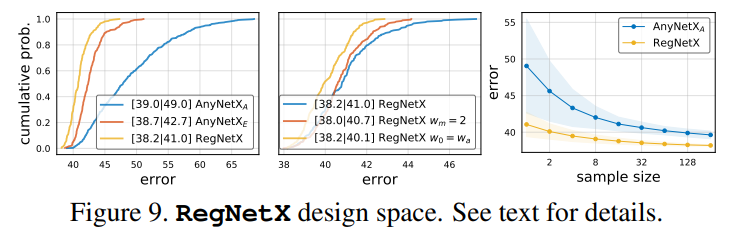 cumulative prob.
1.0
0.8
0.6
0.4
0.2
0.0
[39.0|49.0] AnyNetX_A
[38.7|42.7] AnyNetX_E
[38.2|41.0] RegNetX
40 45 50 55 60 65
error
[38.2|41.0] RegNetX
[38.0|40.7] RegNetX w_m = 2
[38.2|40.1] RegNetX w_0 = w_a
38 40 42 44 46
error
error
55
50
45
40
AnyNetX_A
RegNetX
2 8 32 128
sample size
Figure 9. RegNetX design space. See text for details.